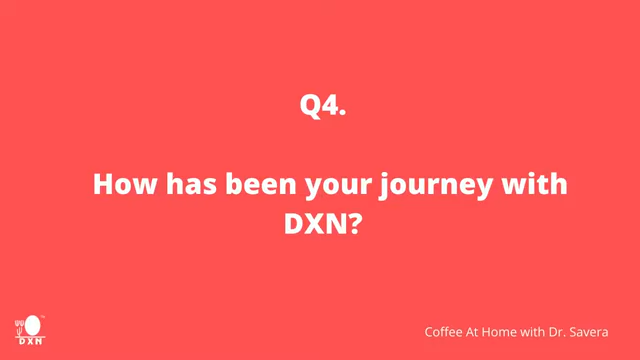 Q4.
How has been your journey with
DXN?
DXN
Coffee At Home with Dr. Savera